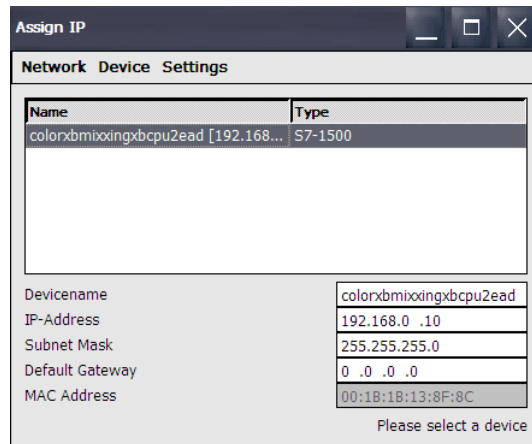 Assign IP
Network Device Settings
Name Type
colorxbmixxingxbcpu2ead [192.168... S7-1500
Devicename colorxbmixxingxbcpu2ead
IP-Address 192.168.0 .10
Subnet Mask 255.255.255.0
Default Gateway 0 .0 .0 .0
MAC Address 00:1B:1B:13:8F:8C
Please select a device